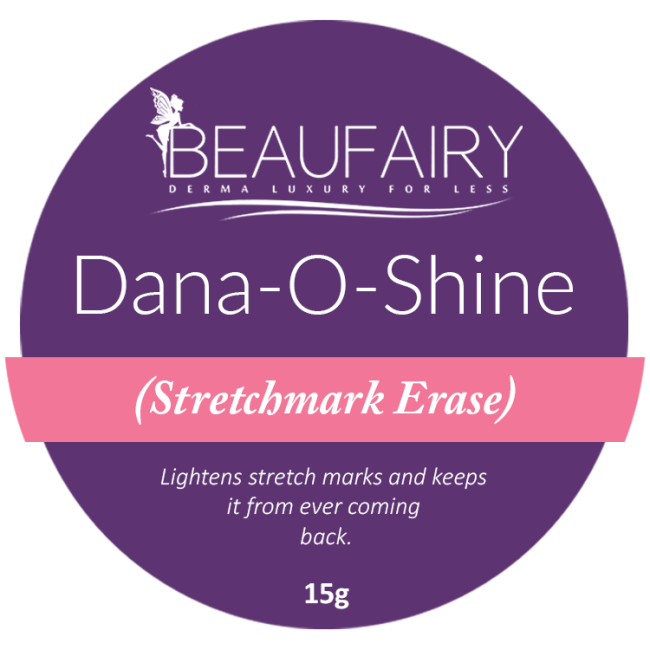 BEAUFAIRY
DERMA LUXURY FOR LESS
Dana-O-Shine
(Stretchmark Erase)
Lightens stretch marks and keeps
it from ever coming
back.
15g